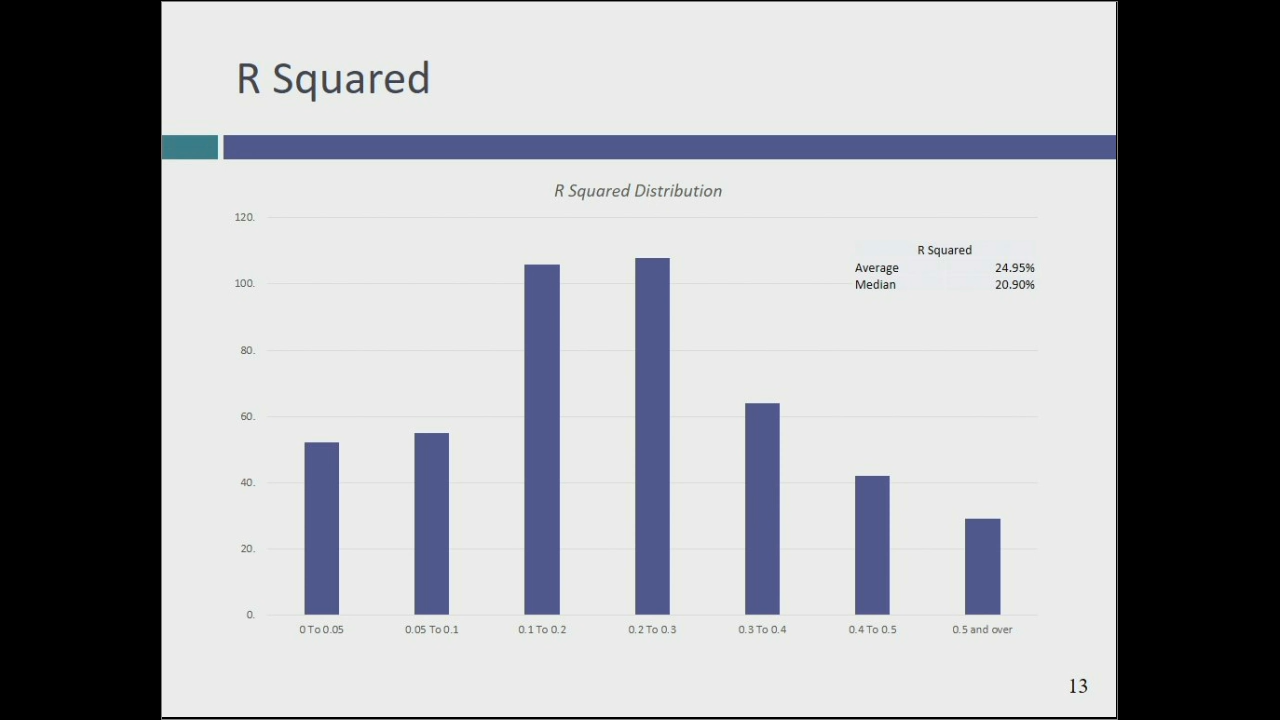 R Squared
R Squared Distribution
120.
100.
80.
60.
40.
20.
0.
R Squared
Average 24.95%
Median 20.90%
0 To 0.05 0.05 To 0.1 0.1 To 0.2 0.2 To 0.3 0.3 To 0.4 0.4 To 0.5 0.5 and over
13